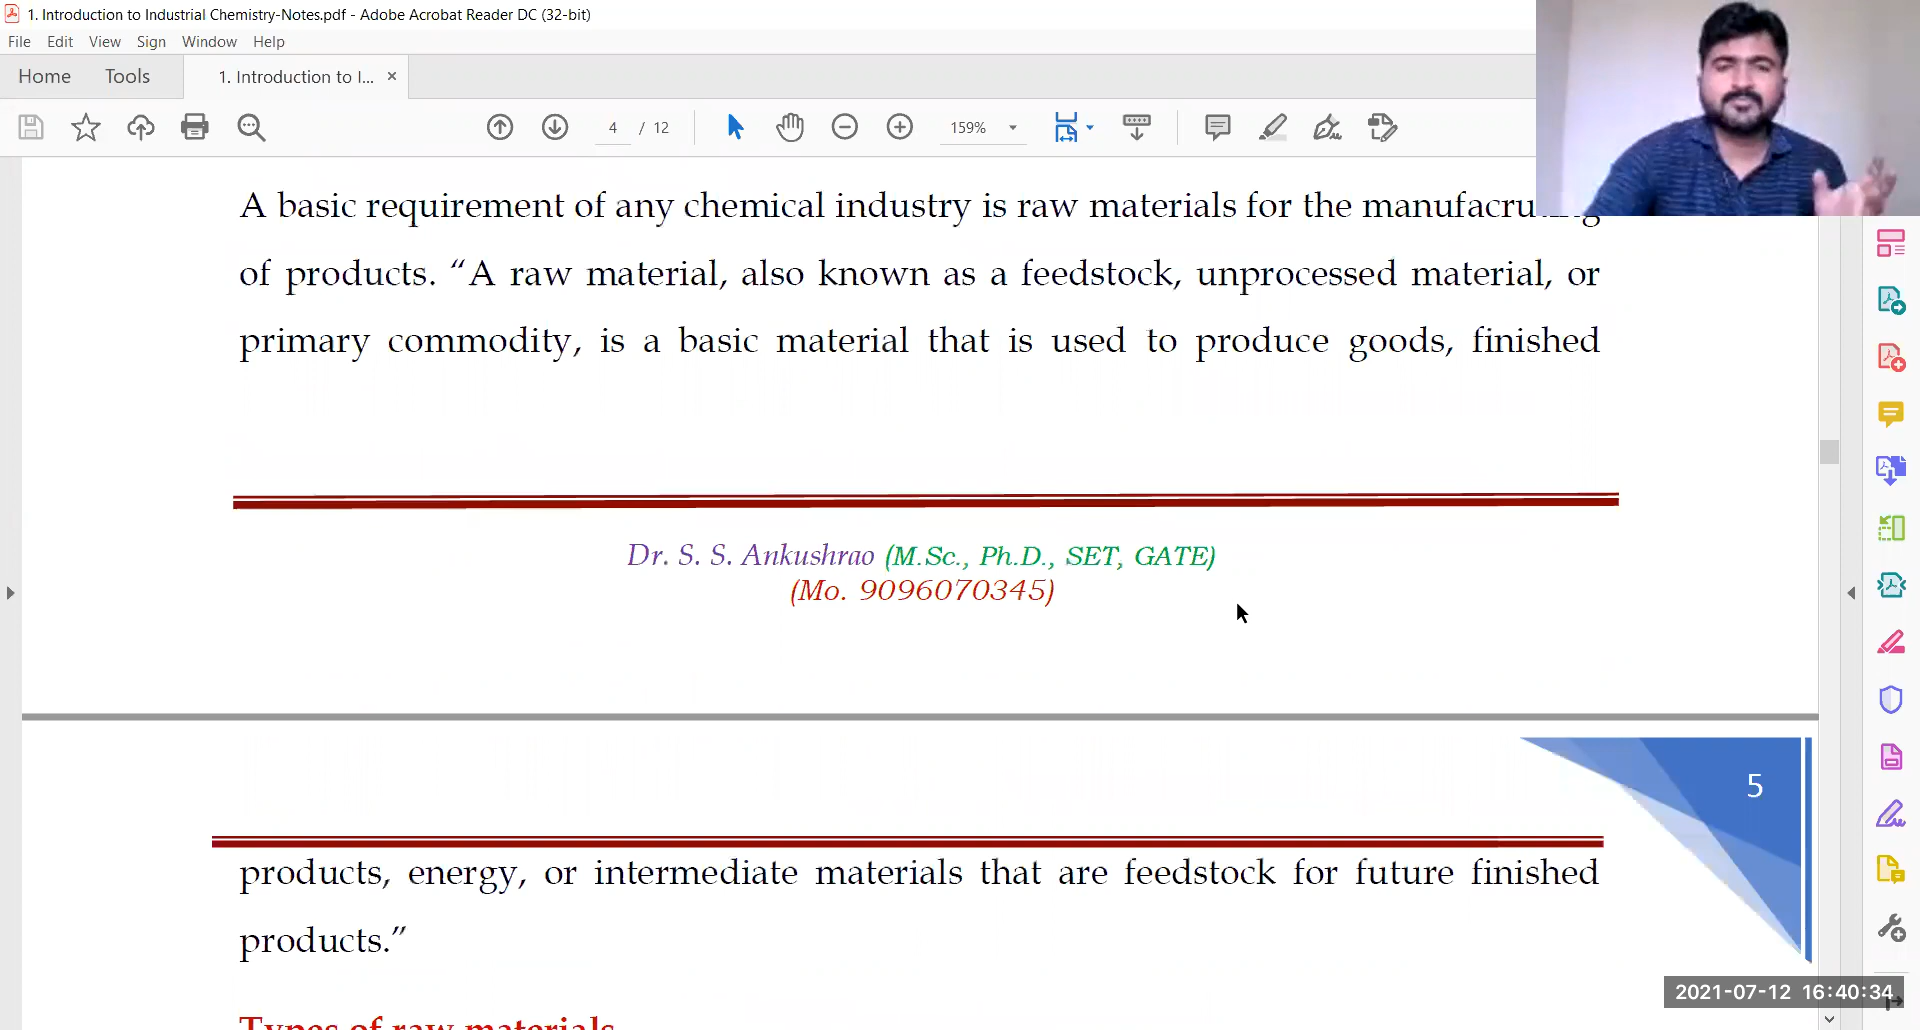 1. Introduction to Industrial Chemistry-Notes.pdf - Adobe Acrobat Reader DC (32-bit)
File Edit View Sign Window Help
Home Tools 1. Introduction to I... ×
4 / 12 159%
A basic requirement of any chemical industry is raw materials for the
of products. “A raw material, also known as a feedstock, unprocessed material, or
primary commodity, is a basic material that is used to produce goods, finished
Dr. S. S. Ankushrao (M.Sc., Ph.D., SET, GATE)
(Mo. 9096070345)
5
products, energy, or intermediate materials that are feedstock for future finished
products.”
Types of raw materials
2021-07-12 16:40:34